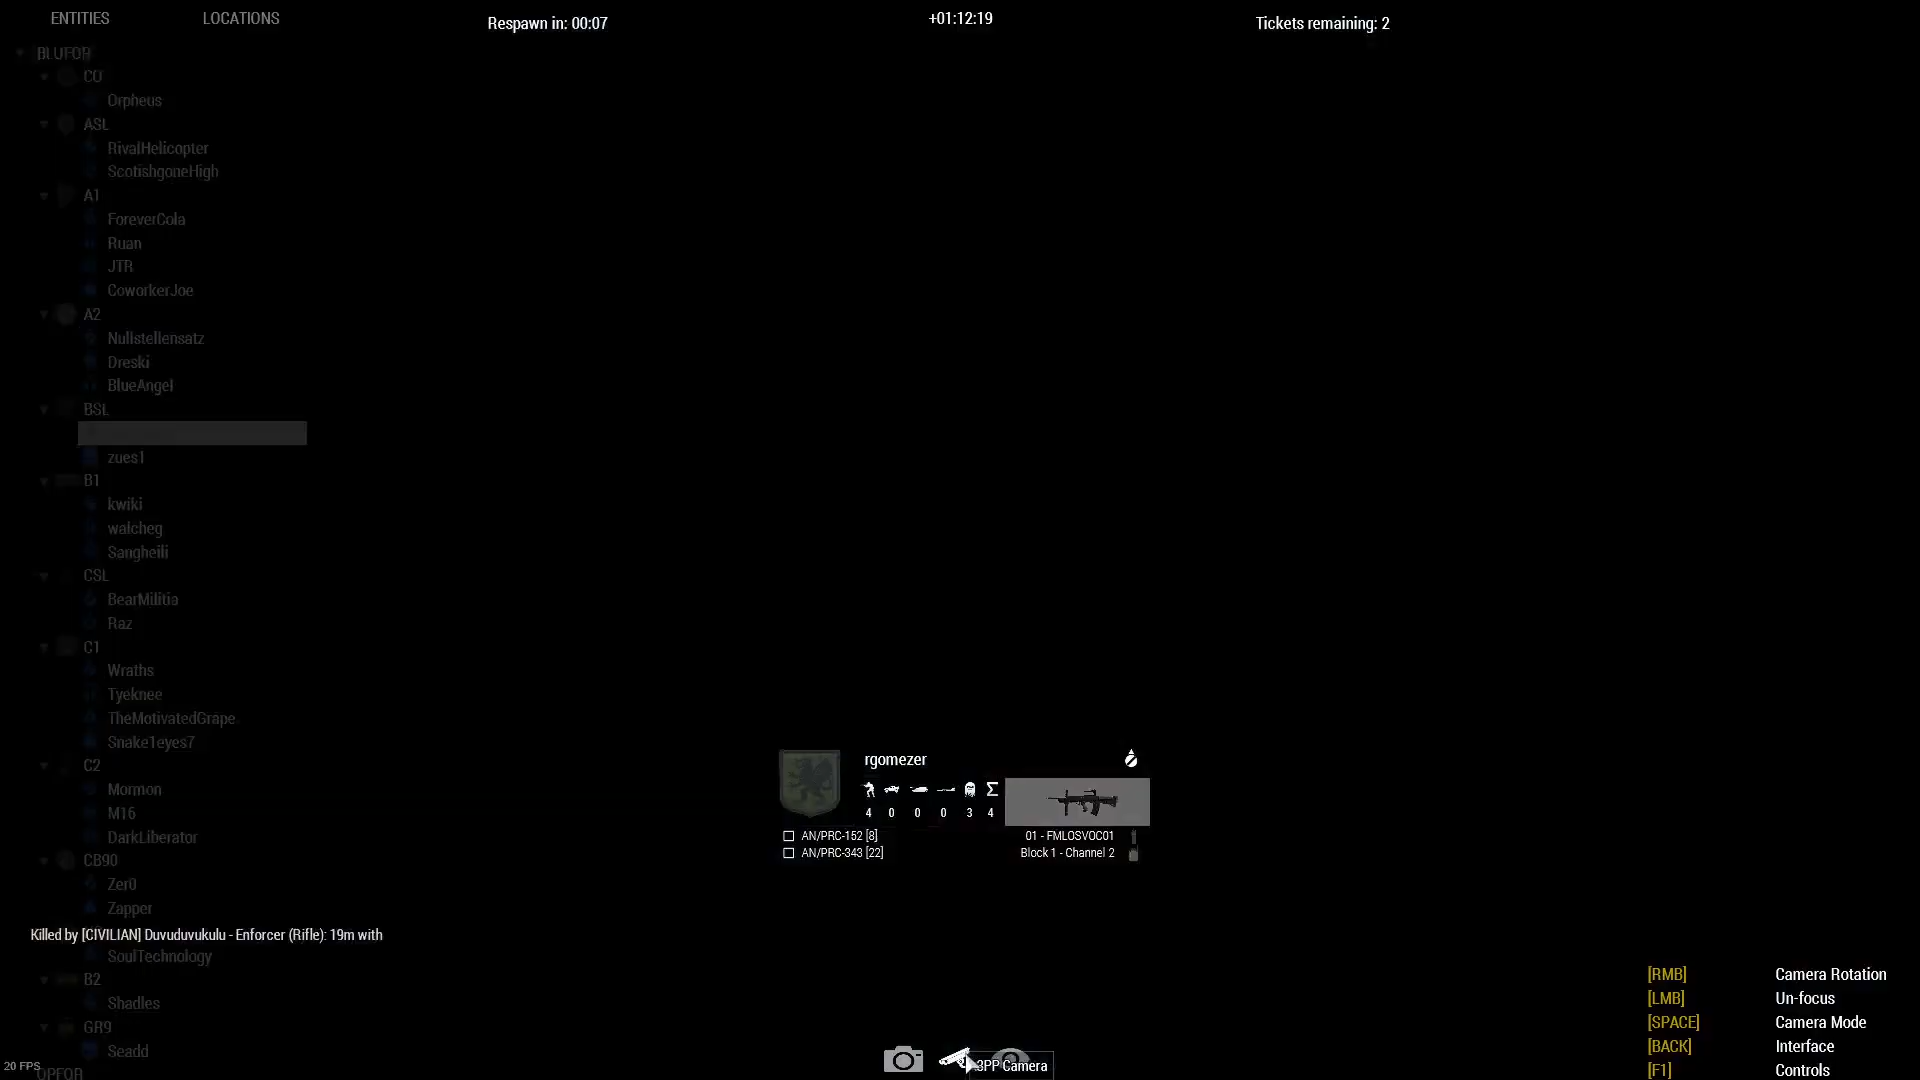 ENTITIES LOCATIONS Respawn in: 00:07 +01:12:19 Tickets remaining: 2
BLUFOR
CO
Orpheus
ASL
RivalHelicopter
ScotishgoneHigh
A1
ForeverCola
Ruan
JTR
CoworkerJoe
A2
Nullstellensatz
Dreski
BlueAngel
BSL
zues1
B1
kwiki
walcheg
Sangheili
CSL
BearMilitia
Raz
C1
Wraths
Tyeknee
TheMotivatedGrape
Snake1eyes7
C2
Mormon
M16
DarkLiberator
CB90
Zer0
Zapper
Killed by [CIVILIAN] Duvuduvukulu - Enforcer (Rifle): 19m with
SoulTechnology
B2
Shadles
GR9
Seadd
20 FPS
OPFOR
rgomezer
Σ
4 0 0 0 3 4
AN/PRC-152 [8] 01 - FMLOSVOC01
AN/PRC-343 [22] Block 1 - Channel 2
3PP Camera
[RMB] Camera Rotation
[LMB] Un-focus
[SPACE] Camera Mode
[BACK] Interface
[F1] Controls